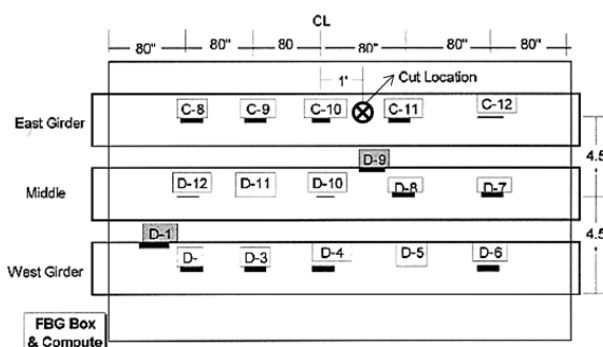 CL
80" 80" 80 80" 80" 80"
1' Cut Location
East Girder C-8 C-9 C-10 C-11 C-12
4.5
D-9
Middle D-12 D-11 D-10 D-8 D-7
D-1
4.5
West Girder D- D-3 D-4 D-5 D-6
FBG Box
& Compute